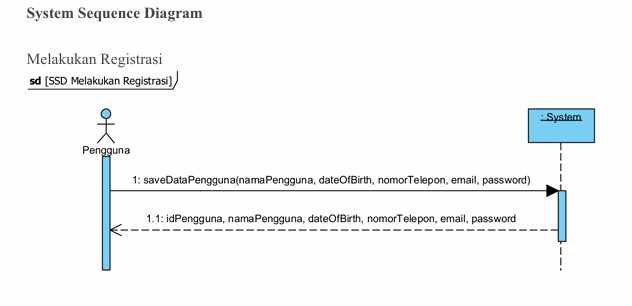 System Sequence Diagram
Melakukan Registrasi
sd [SSD Melakukan Registrasi]
: System
Pengguna
1: saveDataPengguna(namaPengguna, dateOfBirth, nomorTelepon, email, password)
1.1: idPengguna, namaPengguna, dateOfBirth, nomorTelepon, email, password